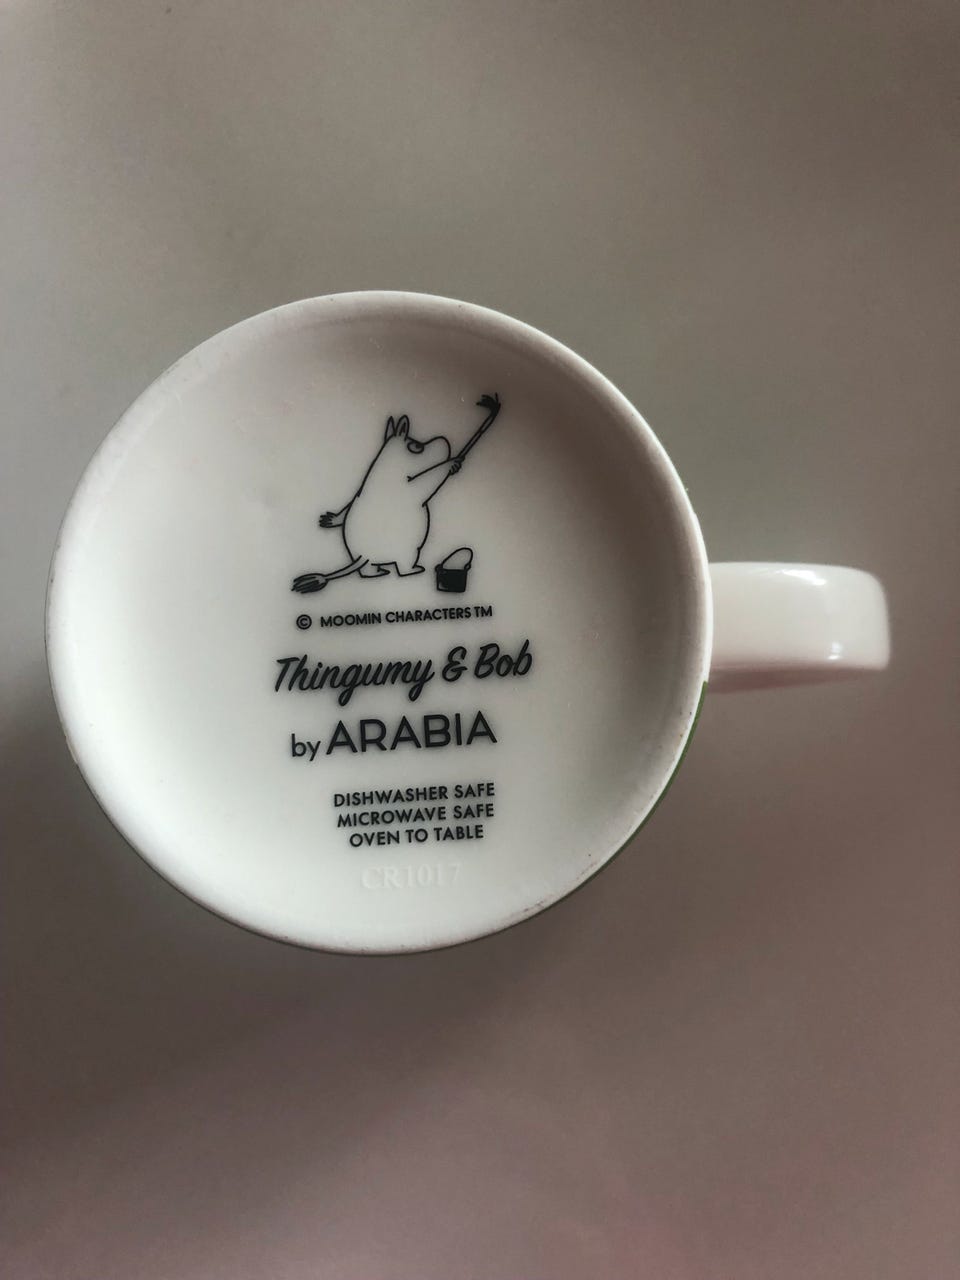 © MOOMIN CHARACTERS TM
Thingumy & Bob
by ARABIA
DISHWASHER SAFE
MICROWAVE SAFE
OVEN TO TABLE
CR1017